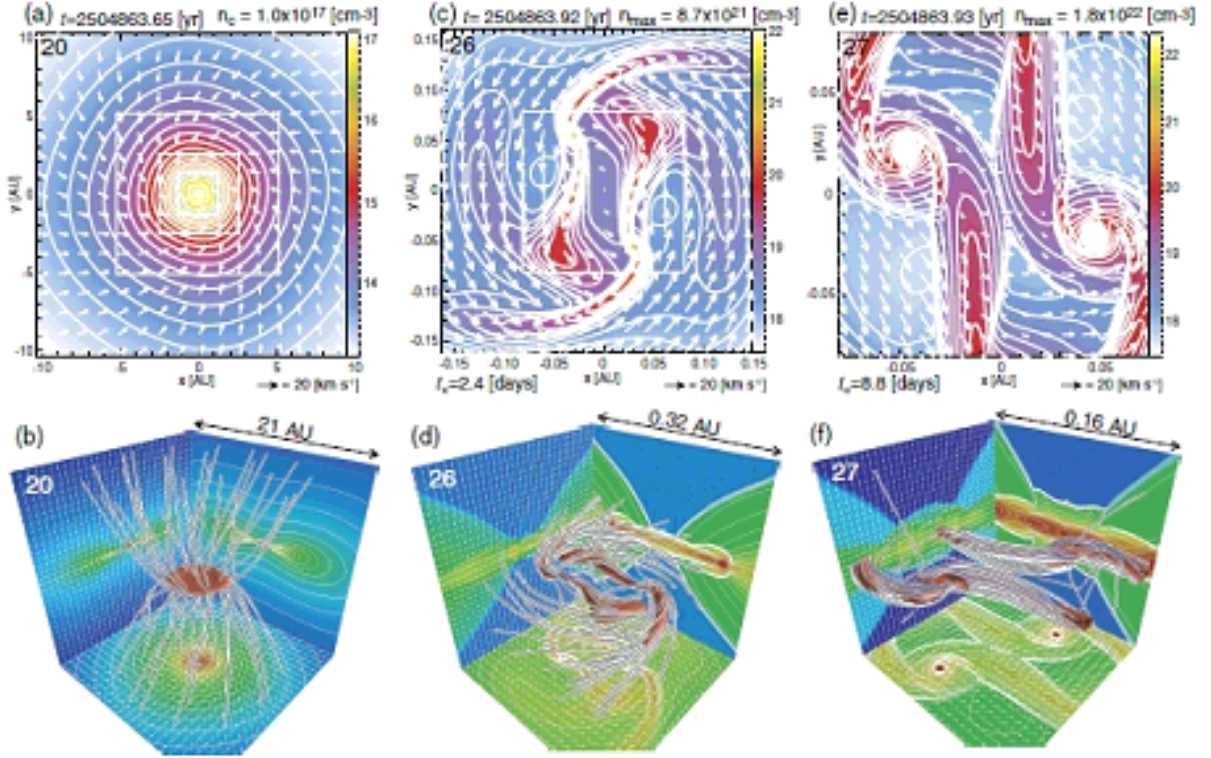 (a) t=2504863.65 [yr] n_c = 1.0x10^17 [cm-3]
20
17
16
15
14
10
5
0
-5
-10
y [AU]
-10 -5 0 5 10
x [AU]
= 20 [km s⁻¹]
(c) t= 2504863.92 [yr] n_max = 8.7x10^21 [cm-3]
26
22
21
20
19
18
0.15
0.10
0.05
0
-0.05
-0.10
-0.15
y [AU]
-0.15 -0.10 -0.05 0 0.05 0.10 0.15
x [AU]
=2.4 [days]
= 20 [km s⁻¹]
(e) t=2504863.93 [yr] n_max = 1.8x10^22 [cm-3]
27
22
21
20
19
18
0.05
0
-0.05
y [AU]
-0.05 0 0.05
x [AU]
=8.8 [days]
= 20 [km s⁻¹]
(b)
21 AU
20
(d)
0.32 AU
26
(f)
0.16 AU
27